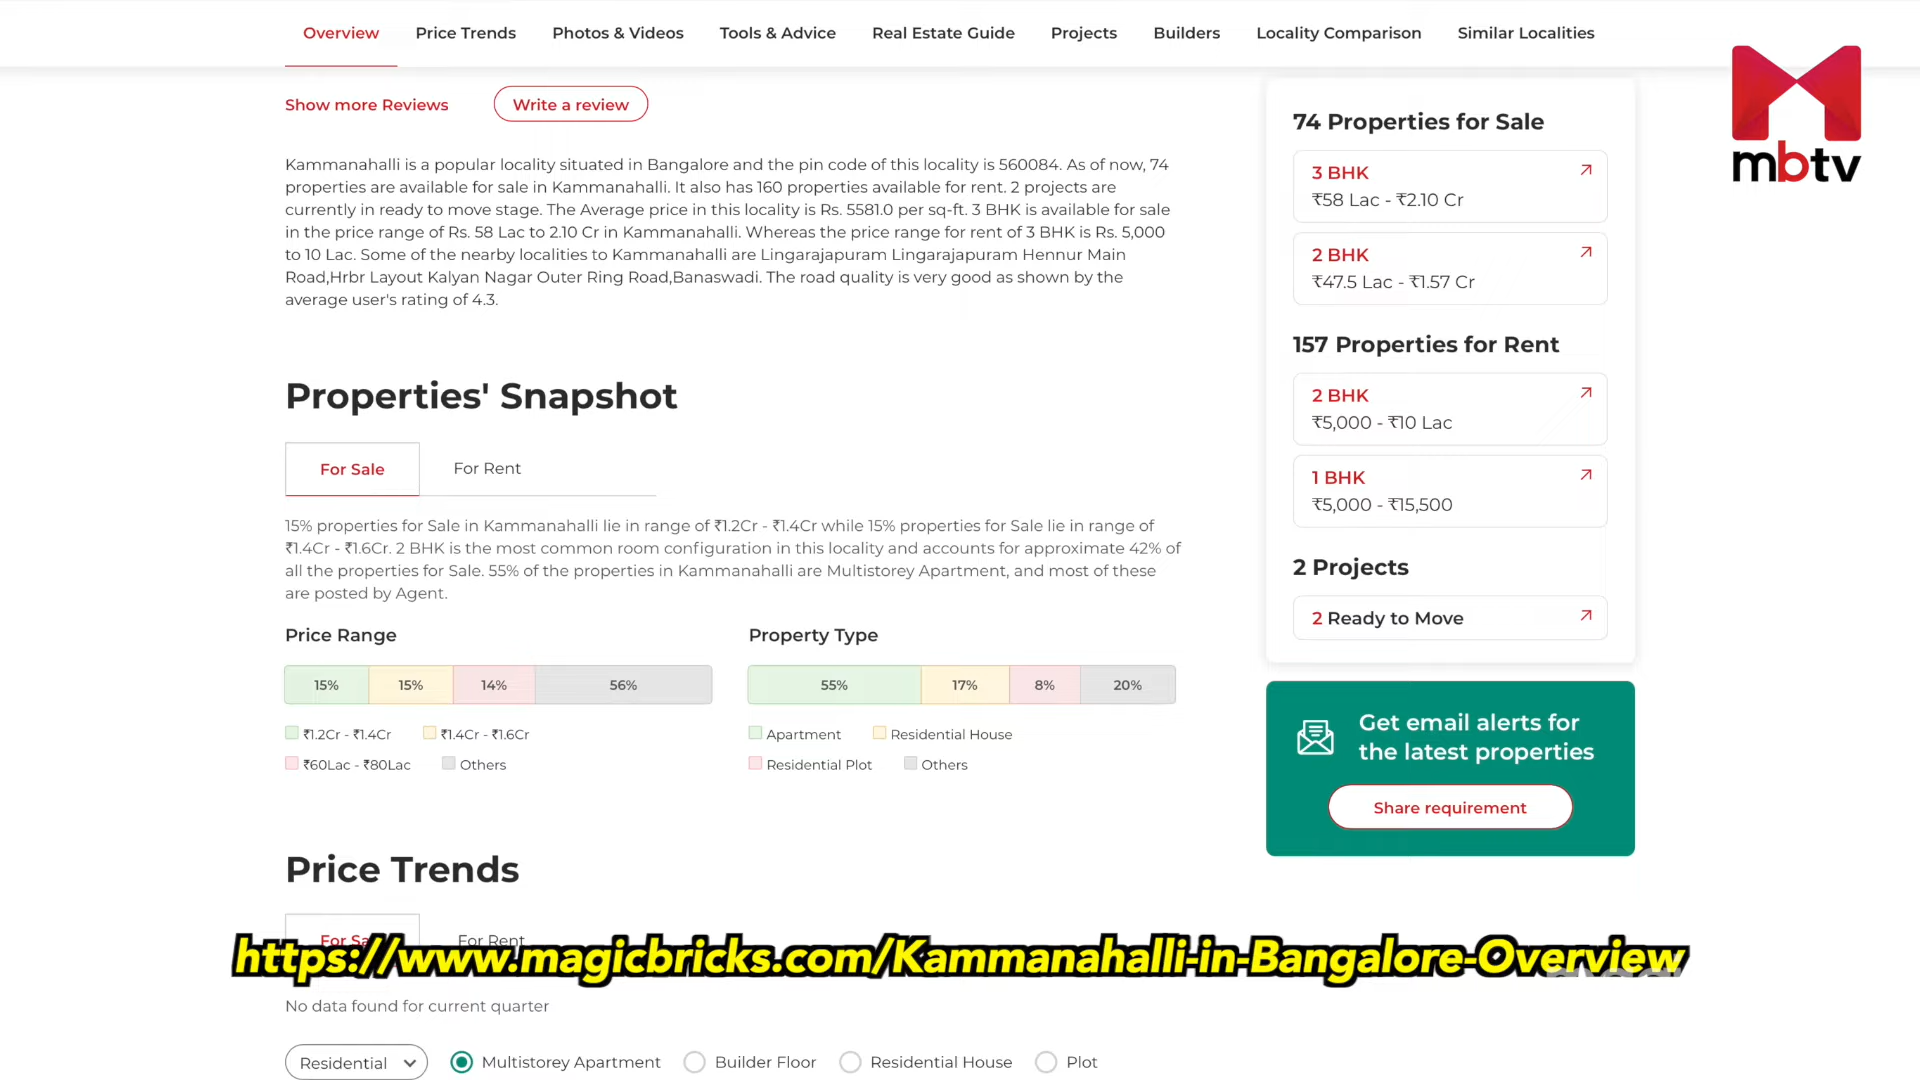 Overview Price Trends Photos & Videos Tools & Advice Real Estate Guide Projects Builders Locality Comparison Similar Localities
mbtv
Show more Reviews Write a review
Kammanahalli is a popular locality situated in Bangalore and the pin code of this locality is 560084. As of now, 74
properties are available for sale in Kammanahalli. It also has 160 properties available for rent. 2 projects are
currently in ready to move stage. The Average price in this locality is Rs. 5581.0 per sq-ft. 3 BHK is available for sale
in the price range of Rs. 58 Lac to 2.10 Cr in Kammanahalli. Whereas the price range for rent of 3 BHK is Rs. 5,000
to 10 Lac. Some of the nearby localities to Kammanahalli are Lingarajapuram Lingarajapuram Hennur Main
Road,Hrbr Layout Kalyan Nagar Outer Ring Road,Banaswadi. The road quality is very good as shown by the
average user's rating of 4.3.
Properties' Snapshot
For Sale For Rent
15% properties for Sale in Kammanahalli lie in range of ₹1.2Cr - ₹1.4Cr while 15% properties for Sale lie in range of
₹1.4Cr - ₹1.6Cr. 2 BHK is the most common room configuration in this locality and accounts for approximate 42% of
all the properties for Sale. 55% of the properties in Kammanahalli are Multistorey Apartment, and most of these
are posted by Agent.
Price Range
15% 15% 14% 56%
₹1.2Cr - ₹1.4Cr ₹1.4Cr - ₹1.6Cr
₹60Lac - ₹80Lac Others
Property Type
55% 17% 8% 20%
Apartment Residential House
Residential Plot Others
74 Properties for Sale
3 BHK
₹58 Lac - ₹2.10 Cr
2 BHK
₹47.5 Lac - ₹1.57 Cr
157 Properties for Rent
2 BHK
₹5,000 - ₹10 Lac
1 BHK
₹5,000 - ₹15,500
2 Projects
2 Ready to Move
Get email alerts for
the latest properties
Share requirement
Price Trends
For Sa For Rent
https://www.magicbricks.com/Kammanahalli-in-Bangalore-Overview
No data found for current quarter
Residential Multistorey Apartment Builder Floor Residential House Plot